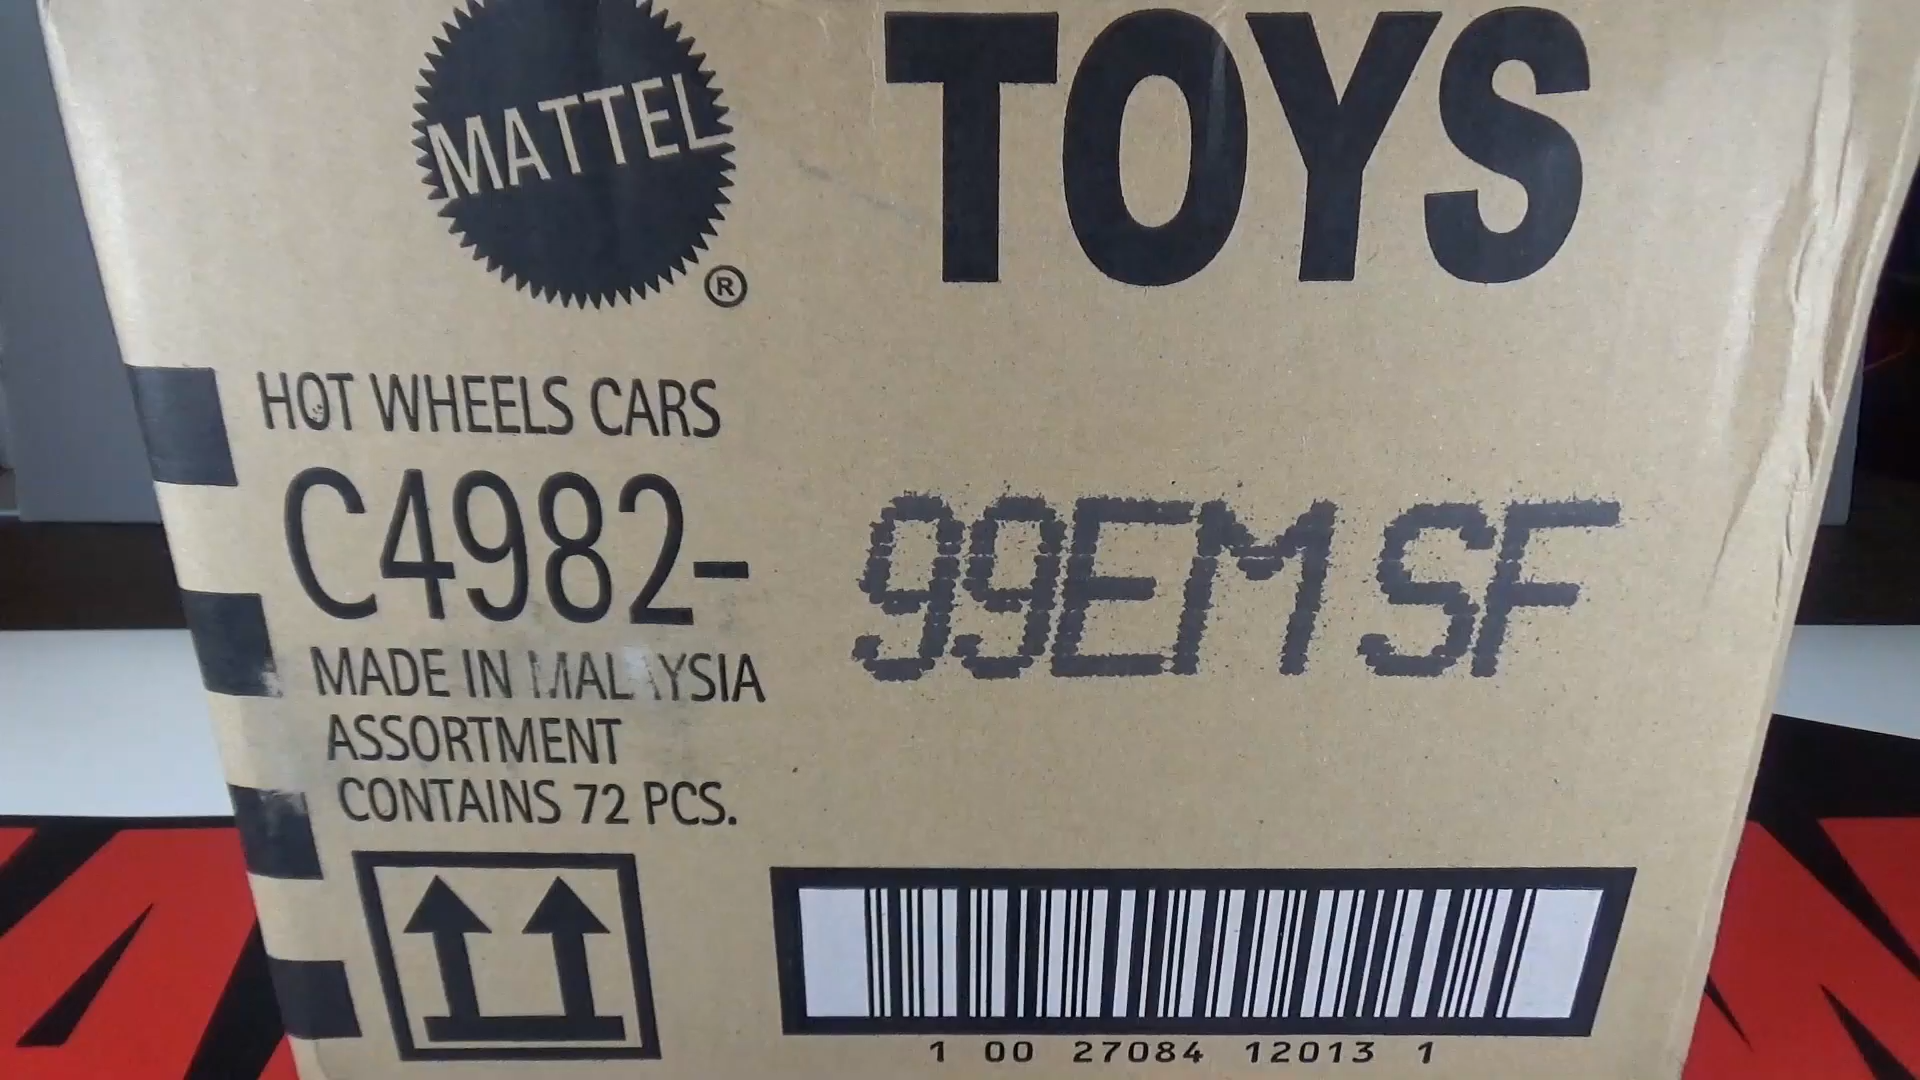 MATTEL
®
TOYS
HOT WHEELS CARS
C4982-
99EM SF
MADE IN MALAYSIA
ASSORTMENT
CONTAINS 72 PCS.
1 00 27084 12013 1